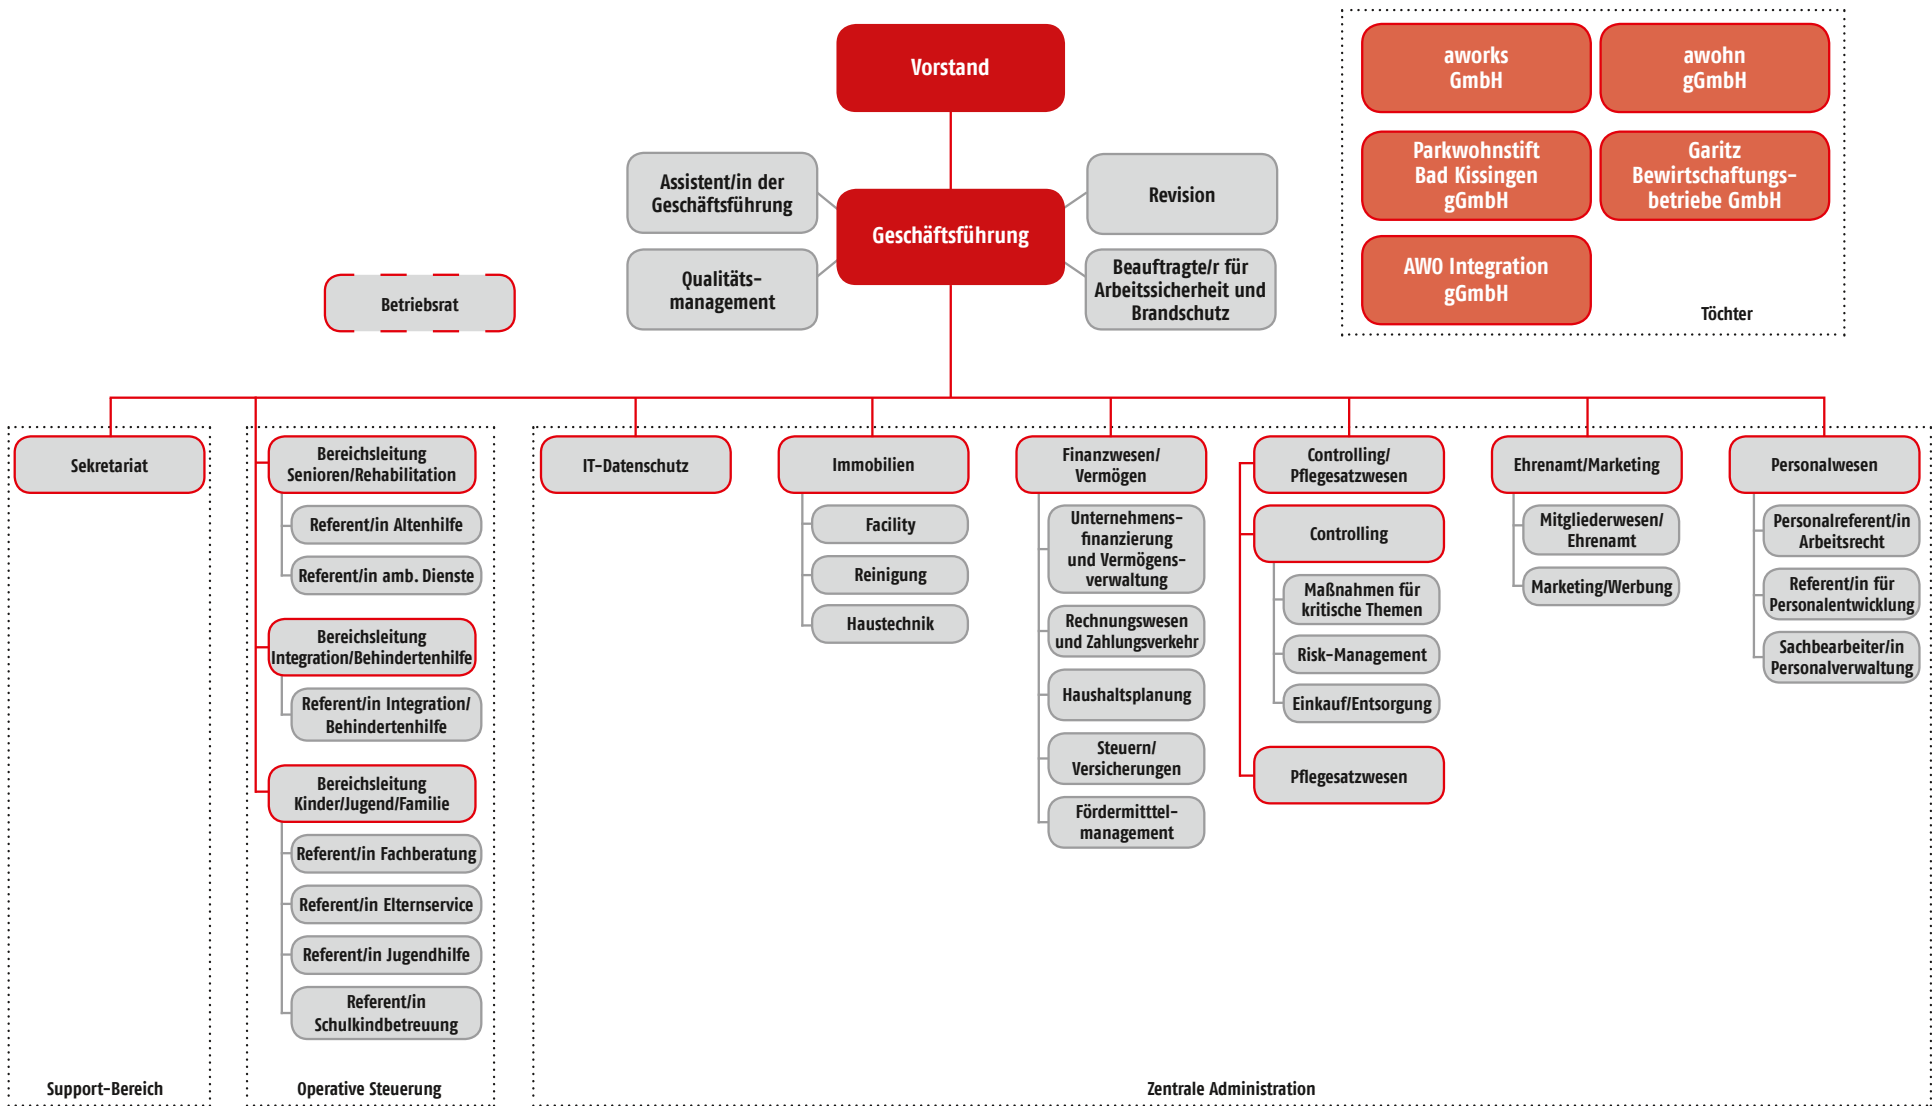 Vorstand
Assistent/in der
Geschäftsführung
Revision
Geschäftsführung
Qualitäts-
management
Beauftragte/r für
Arbeitssicherheit und
Brandschutz
Betriebsrat
aworks
GmbH
awohn
gGmbH
Parkwohnstift
Bad Kissingen
gGmbH
Garitz
Bewirtschaftungs-
betriebe GmbH
AWO Integration
gGmbH
Töchter
Sekretariat
Support-Bereich
Bereichsleitung
Senioren/Rehabilitation
Referent/in Altenhilfe
Referent/in amb. Dienste
Bereichsleitung
Integration/Behindertenhilfe
Referent/in Integration/
Behindertenhilfe
Bereichsleitung
Kinder/Jugend/Familie
Referent/in Fachberatung
Referent/in Elternservice
Referent/in Jugendhilfe
Referent/in
Schulkindbetreuung
Operative Steuerung
IT-Datenschutz
Immobilien
Facility
Reinigung
Haustechnik
Finanzwesen/
Vermögen
Unternehmens-
finanzierung
und Vermögens-
verwaltung
Rechnungswesen
und Zahlungsverkehr
Haushaltsplanung
Steuern/
Versicherungen
Fördermitttel-
management
Controlling/
Pflegesatzwesen
Controlling
Maßnahmen für
kritische Themen
Risk-Management
Einkauf/Entsorgung
Pflegesatzwesen
Ehrenamt/Marketing
Mitgliederwesen/
Ehrenamt
Marketing/Werbung
Personalwesen
Personalreferent/in
Arbeitsrecht
Referent/in für
Personalentwicklung
Sachbearbeiter/in
Personalverwaltung
Zentrale Administration